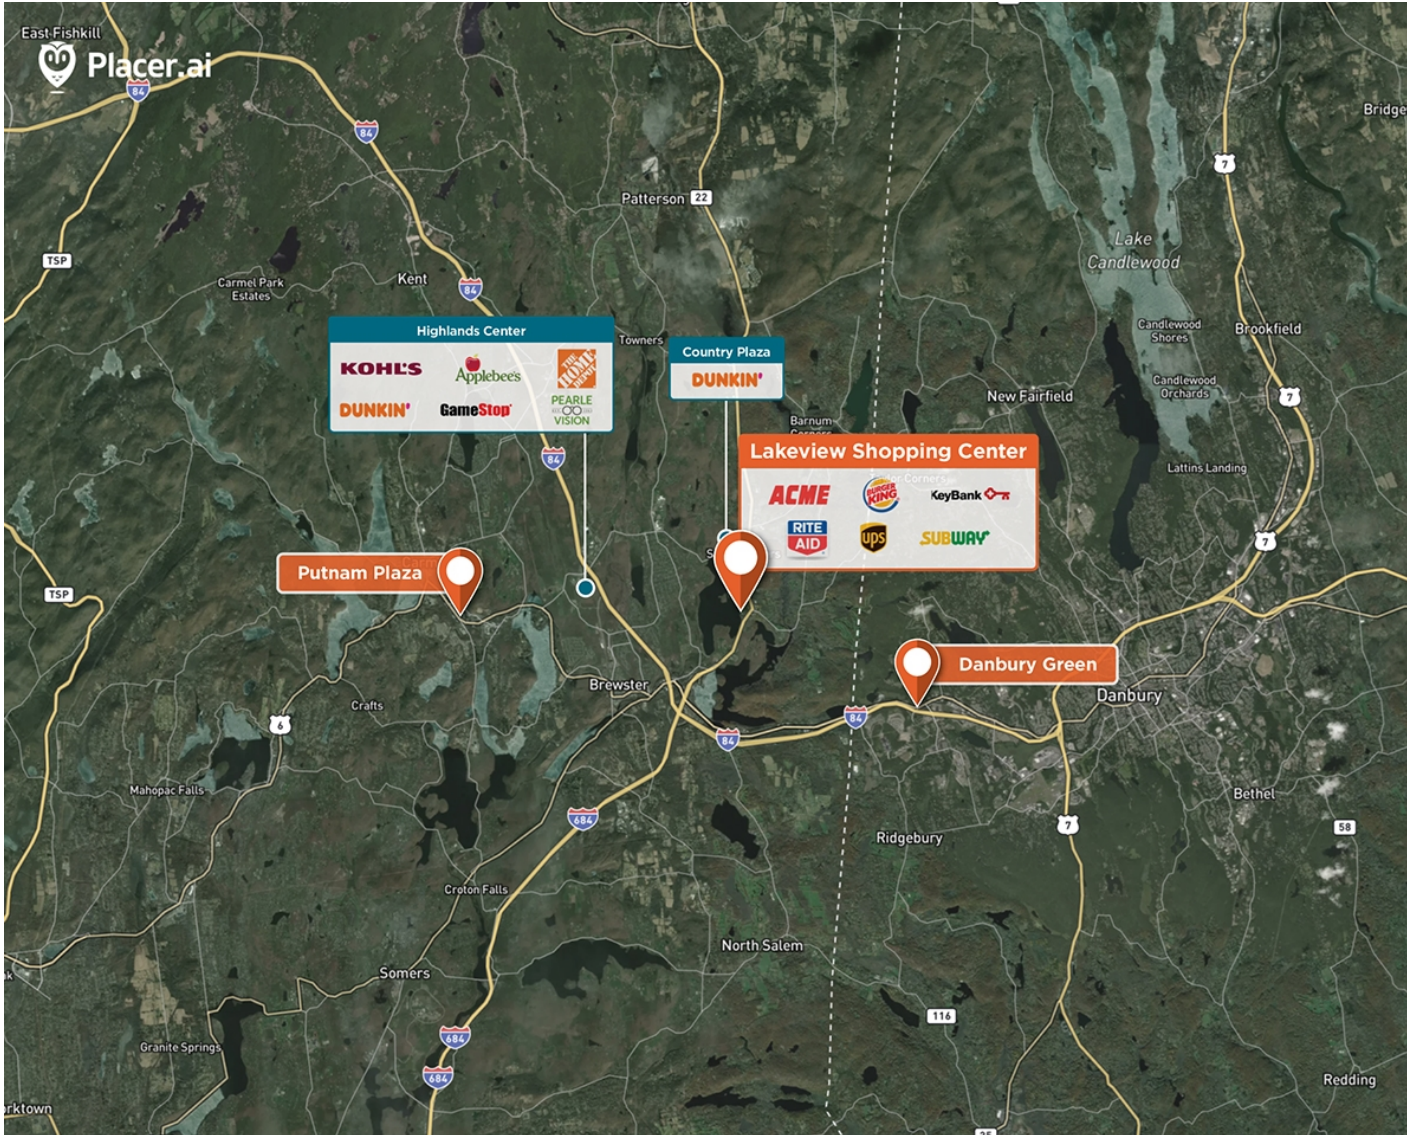 East Fishkill
Placer.ai
84
84
Bridge
7
Patterson
22
TSP
Lake
Candlewood
Carmel Park
Estates
Kent
84
Highlands Center
KOHL'S
Applebee's
THE HOME DEPOT
DUNKIN'
GameStop
PEARLE
VISION
Towners
Country Plaza
DUNKIN'
Candlewood
Shores
Brookfield
Candlewood
Orchards
New Fairfield
7
Barnum
84
Lakeview Shopping Center
ACME
BURGER
KING
KeyBank
RITE
AID
ups
SUBWAY
Lattins Landing
7
Putnam Plaza
TSP
Danbury Green
Brewster
Danbury
Crafts
6
84
84
Mahopac Falls
Bethel
684
7
58
Ridgebury
Croton Falls
North Salem
Somers
116
684
Granite Springs
684
Redding
rktown